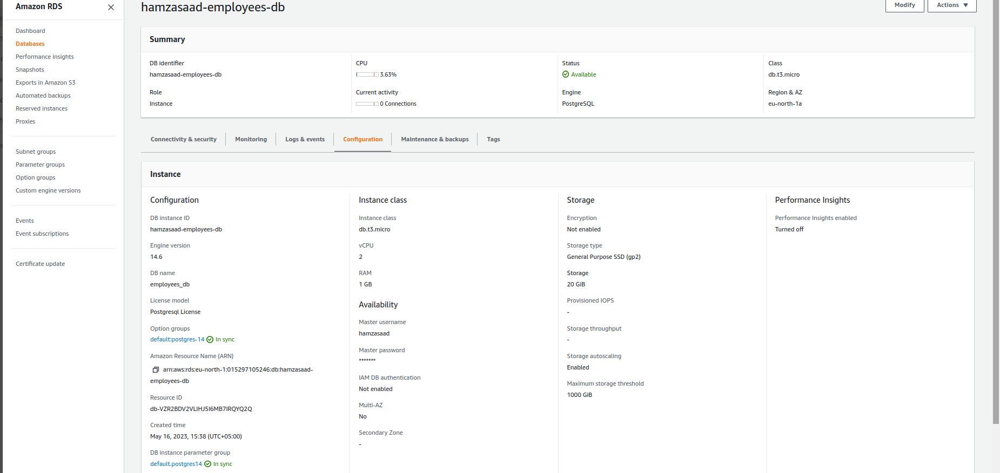 Amazon RDS
Dashboard
Databases
Performance insights
Snapshots
Exports in Amazon S3
Automated backups
Reserved instances
Proxies
Subnet groups
Parameter groups
Option groups
Custom engine versions
Events
Event subscriptions
Certificate update
hamzasaad-employees-db
Modify
Actions
Summary
DB identifier
hamzasaad-employees-db
CPU
3.63%
Status
Available
Class
db.t3.micro
Role
Instance
Current activity
0 Connections
Engine
PostgreSQL
Region & AZ
eu-north-1a
Connectivity & security
Monitoring
Logs & events
Configuration
Maintenance & backups
Tags
Instance
Configuration
DB instance ID
hamzasaad-employees-db
Engine version
14.6
DB name
employees_db
License model
Postgresql License
Option groups
default:postgres-14 In sync
Amazon Resource Name (ARN)
arn:aws:rds:eu-north-1:015297105246:db:hamzasaad-
employees-db
Resource ID
db-VZR2BDV2VLIHJ5I6MB7IRQYQ2Q
Created time
May 16, 2023, 15:38 (UTC+05:00)
DB instance parameter group
default.postgres14 In sync
Instance class
Instance class
db.t3.micro
vCPU
2
RAM
1 GB
Availability
Master username
hamzasaad
Master password
*******
IAM DB authentication
Not enabled
Multi-AZ
No
Secondary Zone
-
Storage
Encryption
Not enabled
Storage type
General Purpose SSD (gp2)
Storage
20 GiB
Provisioned IOPS
-
Storage throughput
-
Storage autoscaling
Enabled
Maximum storage threshold
1000 GiB
Performance Insights
Performance Insights enabled
Turned off